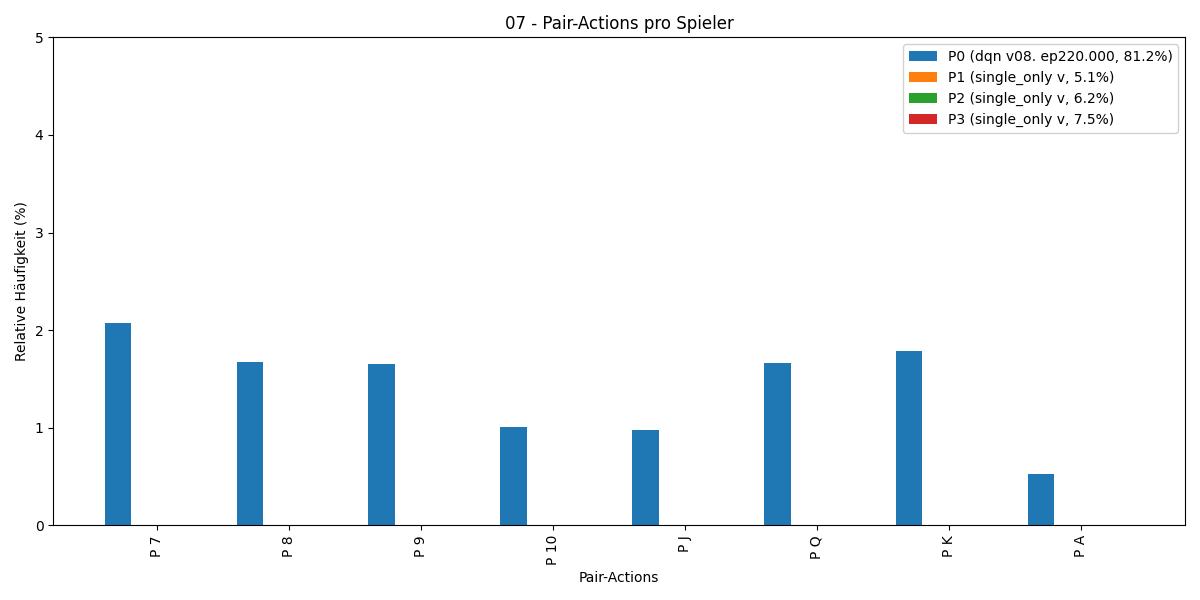 07 - Pair-Actions pro Spieler
P0 (dqn v08. ep220.000, 81.2%)
P1 (single_only v, 5.1%)
P2 (single_only v, 6.2%)
P3 (single_only v, 7.5%)
Relative Häufigkeit (%)
5
4
3
2
1
0
P 7
P 8
P 9
P 10
P J
P Q
P K
P A
Pair-Actions